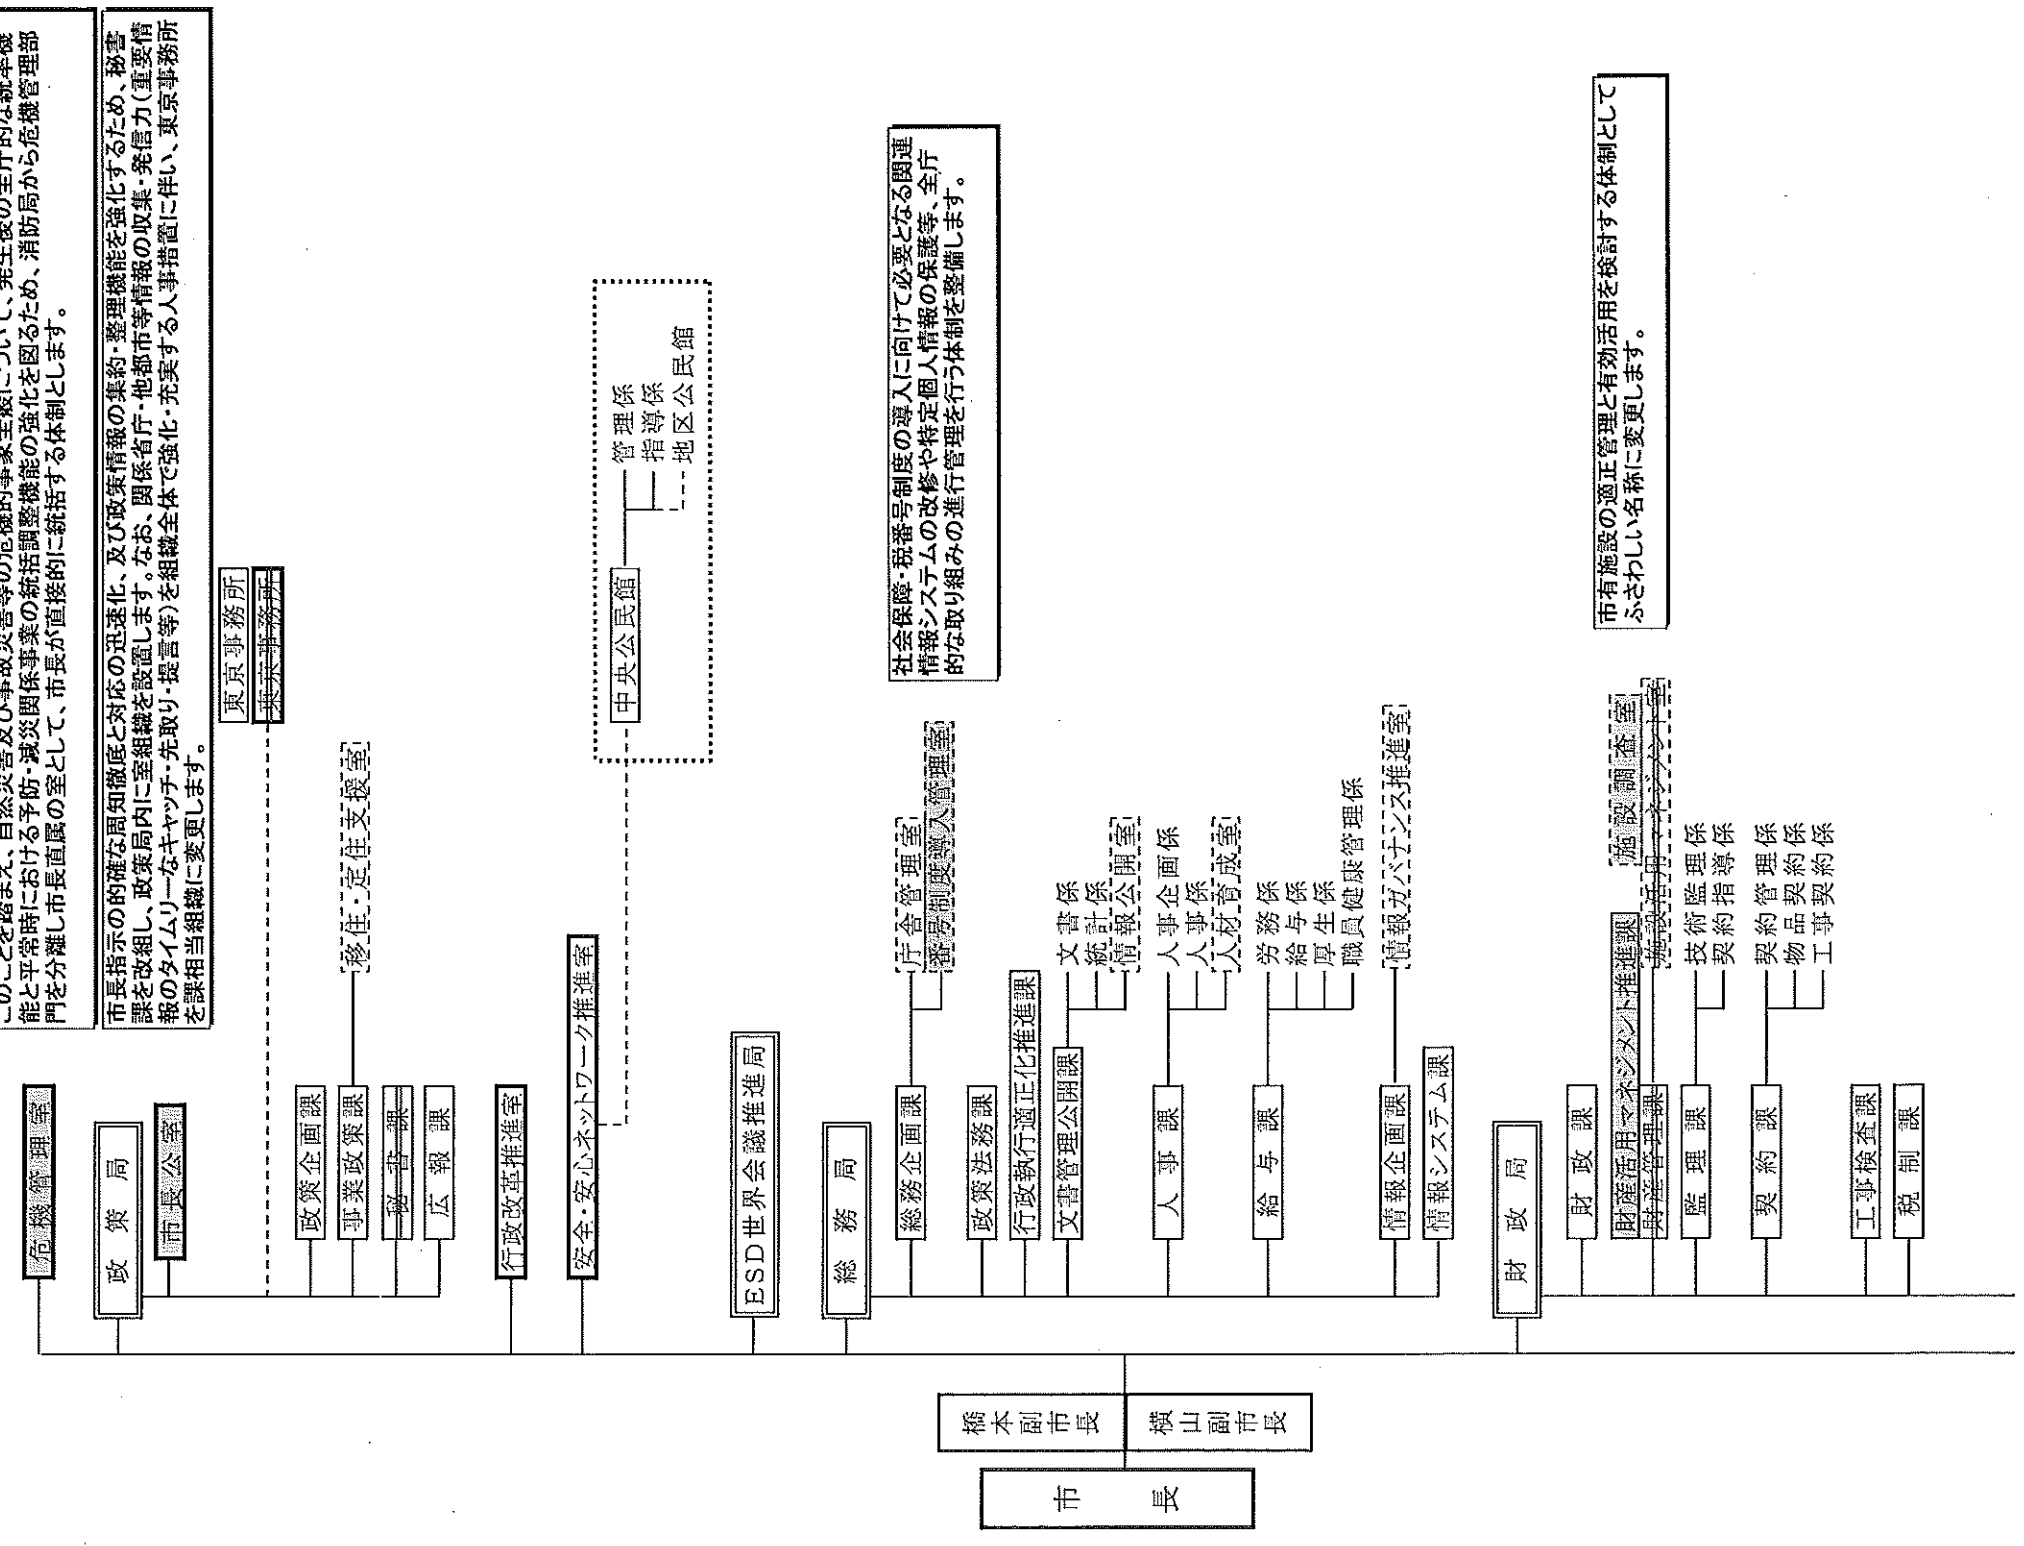 能と平常時における予防・減災関係事業の統括調整機能の強化を図るため、消防局から危機管理部
門を分離し市長直属の室として、市長が直接的に統括する体制とします。
市長指示の的確な周知徹底と対応の迅速化、及び政策情報の集約・整理機能を強化するため、秘書
課を改組し、政策局内に室組織を設置します。なお、関係省庁・他都市等情報の収集・発信力(重要情
報のタイムリーなキャッチ・先取り・提言等)を組織全体で強化・充実する人事措置に伴い、東京事務所
を課相当組織に変更します。
危機管理室
政策局
市長公室
東京事務所
東京事務所
政策企画課
事業政策課
移住・定住支援室
秘書課
広報課
行政改革推進室
安全・安心ネットワーク推進室
中央公民館
管理係
指導係
地区公民館
ESD世界会議推進局
総務局
総務企画課
庁舎管理室
番号制度導入管理室
社会保障・税番号制度の導入に向けて必要となる関連
情報システムの改修や特定個人情報の保護等、全庁
的な取り組みの進行管理を行う体制を整備します。
政策法務課
行政執行適正化推進課
文書管理公開課
文書係
統計係
情報公開室
人事課
人事企画係
人事係
人材育成室
給与課
労務係
給与係
厚生係
職員健康管理係
情報企画課
情報ガバナンス推進室
情報システム課
財政局
財政課
財産活用マネジメント推進課
施設調査室
財産管理課
施設活用マネジメント室
市有施設の適正管理と有効活用を検討する体制として
ふさわしい名称に変更します。
監理課
技術監理係
契約指導係
契約課
契約管理係
物品契約係
工事契約係
工事検査課
税制課
橋本副市長
横山副市長
市長